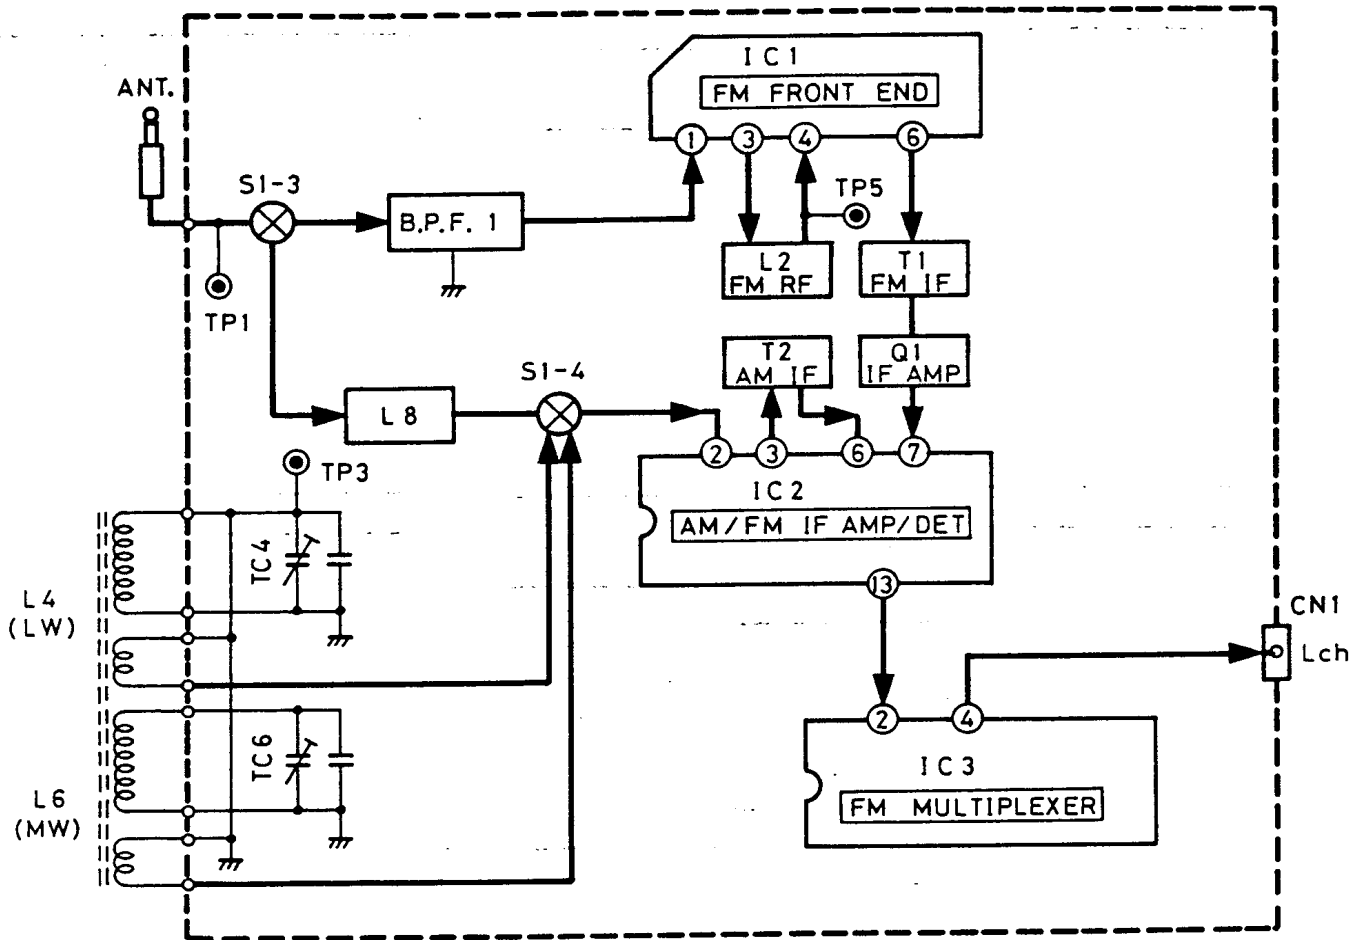 IC1
FM FRONT END
ANT.
1
3
4
6
S1-3
TP5
B.P.F. 1
L2
FM RF
T1
FM IF
TP1
T2
AM IF
Q1
IF AMP
S1-4
L8
2
3
6
7
TP3
IC2
AM/FM IF AMP/DET
TC4
13
L4
(LW)
CN1
Lch
2
4
TC6
IC3
FM MULTIPLEXER
L6
(MW)